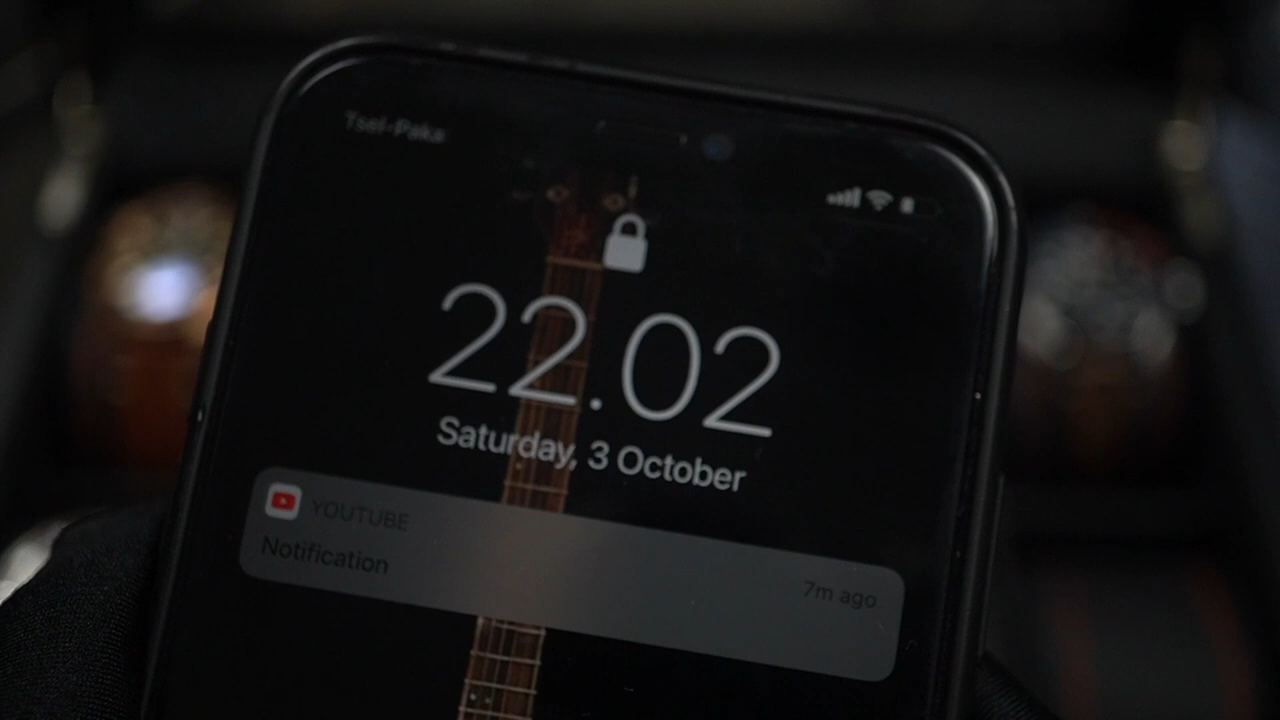 Tsel-Paka
22.02
Saturday, 3 October
YOUTUBE
Notification
7m ago